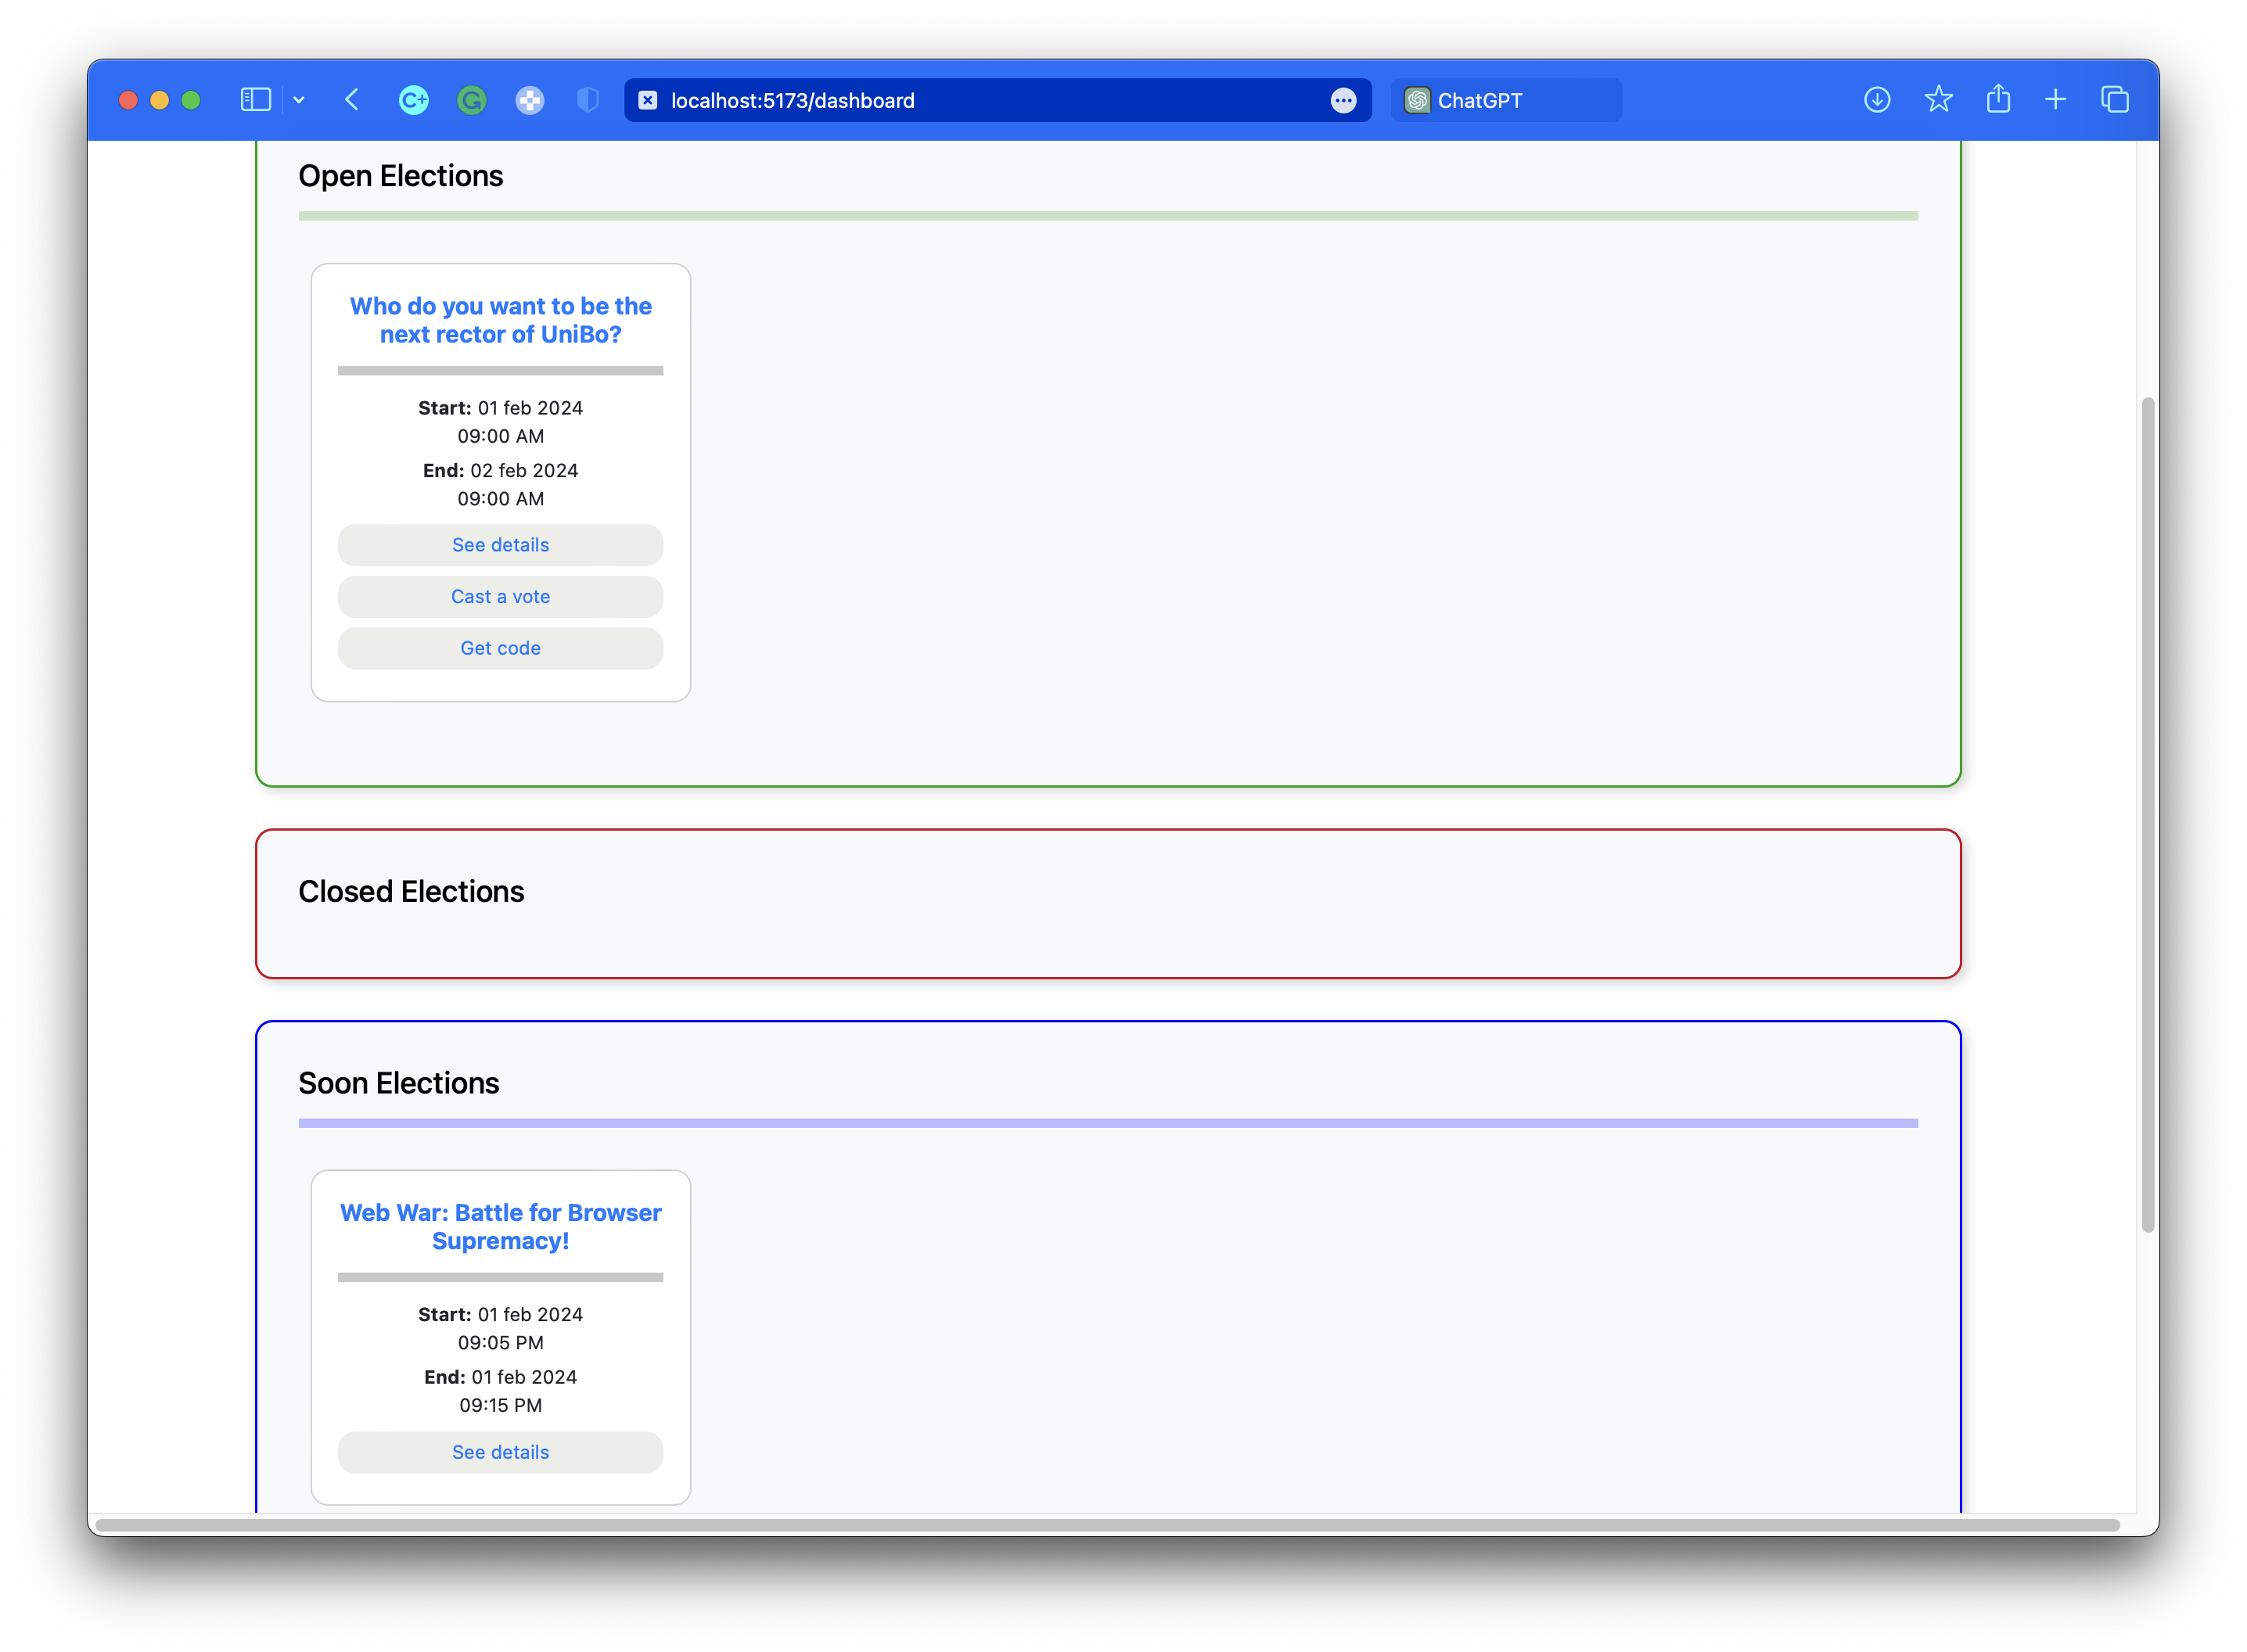 localhost:5173/dashboard
ChatGPT
Open Elections
Who do you want to be the
next rector of UniBo?
Start: 01 feb 2024
09:00 AM
End: 02 feb 2024
09:00 AM
See details
Cast a vote
Get code
Closed Elections
Soon Elections
Web War: Battle for Browser
Supremacy!
Start: 01 feb 2024
09:05 PM
End: 01 feb 2024
09:15 PM
See details